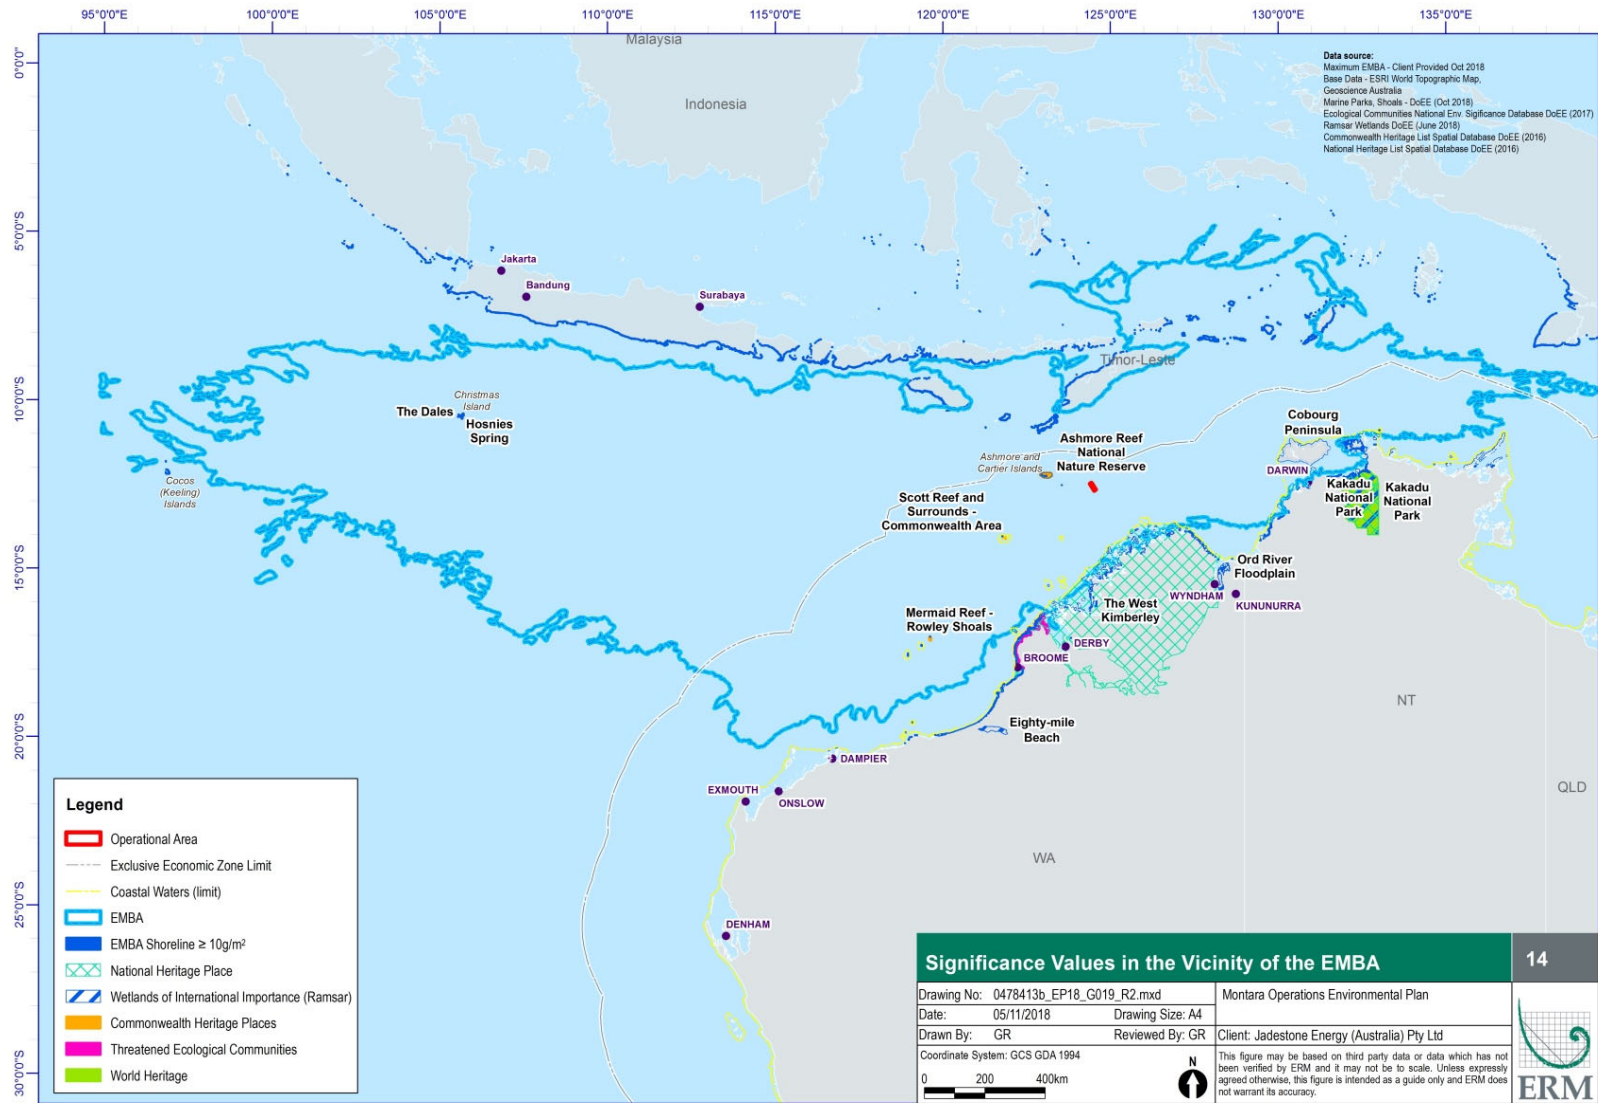 95°0'0"E
100°0'0"E
105°0'0"E
110°0'0"E
115°0'0"E
120°0'0"E
125°0'0"E
130°0'0"E
135°0'0"E
0°0'0"
5°0'0"S
10°0'0"S
15°0'0"S
20°0'0"S
25°0'0"S
30°0'0"S
Malaysia
Indonesia
Data source:
Maximum EMBA - Client Provided Oct 2018
Base Data - ESRI World Topographic Map,
Geoscience Australia
Marine Parks, Shoals - DoEE (Oct 2018)
Ecological Communities National Env. Sigificance Database DoEE (2017)
Ramsar Wetlands DoEE (June 2018)
Commonwealth Heritage List Spatial Database DoEE (2016)
National Heritage List Spatial Database DoEE (2016)
Jakarta
Bandung
Surabaya
Timor-Leste
Christmas
Island
The Dales
Hosnies
Spring
Cocos
(Keeling)
Islands
Ashmore and
Cartier Islands
Ashmore Reef
National
Nature Reserve
Cobourg
Peninsula
DARWIN
Kakadu
National
Park
Kakadu
National
Park
Scott Reef and
Surrounds -
Commonwealth Area
Ord River
Floodplain
WYNDHAM
KUNUNURRA
The West
Kimberley
Mermaid Reef -
Rowley Shoals
DERBY
BROOME
Eighty-mile
Beach
NT
DAMPIER
EXMOUTH
ONSLOW
QLD
WA
DENHAM
Legend
Operational Area
Exclusive Economic Zone Limit
Coastal Waters (limit)
EMBA
EMBA Shoreline ≥ 10g/m²
National Heritage Place
Wetlands of International Importance (Ramsar)
Commonwealth Heritage Places
Threatened Ecological Communities
World Heritage
Significance Values in the Vicinity of the EMBA
14
Drawing No: 0478413b_EP18_G019_R2.mxd
Montara Operations Environmental Plan
Date: 05/11/2018 Drawing Size: A4
Drawn By: GR Reviewed By: GR
Client: Jadestone Energy (Australia) Pty Ltd
Coordinate System: GCS GDA 1994
0 200 400km
N
This figure may be based on third party data or data which has not
been verified by ERM and it may not be to scale. Unless expressly
agreed otherwise, this figure is intended as a guide only and ERM does
not warrant its accuracy.
ERM